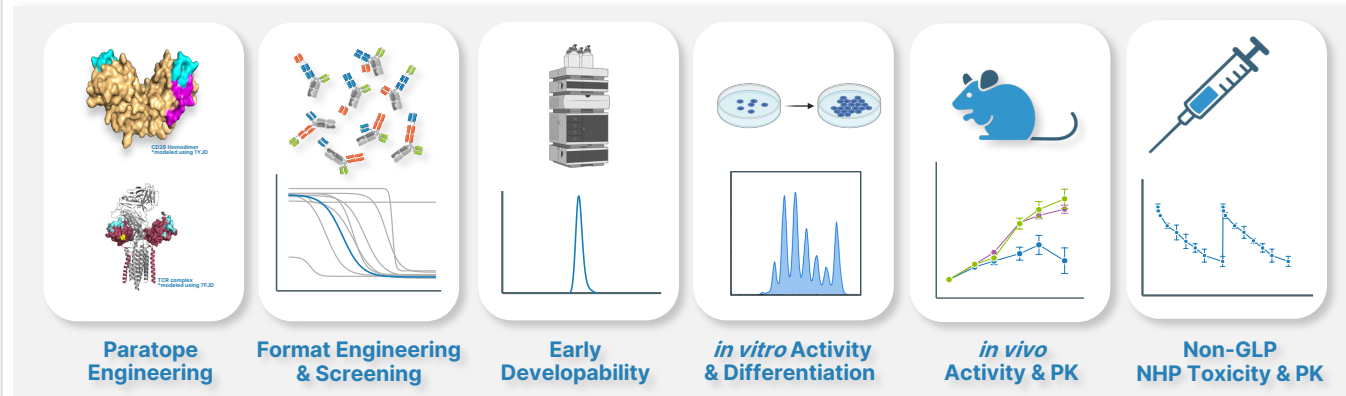 CD28 Homodimer
*modeled using 1YJD
TCR complex
*modeled using 7FJD
Paratope
Engineering
Format Engineering
& Screening
Early
Developability
in vitro Activity
& Differentiation
in vivo
Activity & PK
Non-GLP
NHP Toxicity & PK